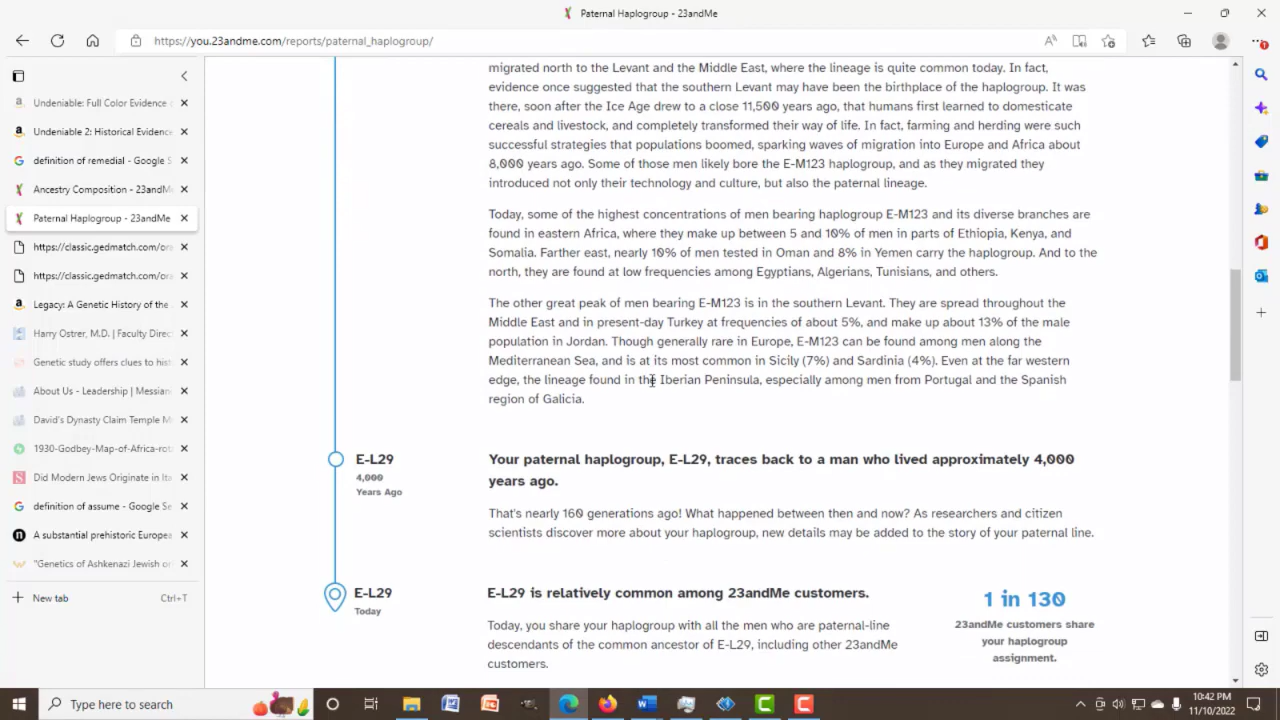 Paternal Haplogroup - 23andMe
https://you.23andme.com/reports/paternal_haplogroup/
Undeniable: Full Color Evidence
Undeniable 2: Historical Evidence
definition of remedial - Google S
Ancestry Composition - 23andM
Paternal Haplogroup - 23andMe
https://classic.gedmatch.com/or
https://classic.gedmatch.com/or
Legacy: A Genetic History of the
Harry Ostrer, M.D. | Faculty Direc
Genetic study offers clues to his
About Us - Leadership | Messian
David's Dynasty Claim Temple M
1930-Godbey-Map-of-Africa-rot
Did Modern Jews Originate in Ita
definition of assume - Google Se
A substantial prehistoric Europea
"Genetics of Ashkenazi Jewish or
New tab Ctrl+T
migrated north to the Levant and the Middle East, where the lineage is quite common today. In fact,
evidence once suggested that the southern Levant may have been the birthplace of the haplogroup. It was
there, soon after the Ice Age drew to a close 11,500 years ago, that humans first learned to domesticate
cereals and livestock, and completely transformed their way of life. In fact, farming and herding were such
successful strategies that populations boomed, sparking waves of migration into Europe and Africa about
8,000 years ago. Some of those men likely bore the E-M123 haplogroup, and as they migrated they
introduced not only their technology and culture, but also the paternal lineage.
Today, some of the highest concentrations of men bearing haplogroup E-M123 and its diverse branches are
found in eastern Africa, where they make up between 5 and 10% of men in parts of Ethiopia, Kenya, and
Somalia. Farther east, nearly 10% of men tested in Oman and 8% in Yemen carry the haplogroup. And to the
north, they are found at low frequencies among Egyptians, Algerians, Tunisians, and others.
The other great peak of men bearing E-M123 is in the southern Levant. They are spread throughout the
Middle East and in present-day Turkey at frequencies of about 5%, and make up about 13% of the male
population in Jordan. Though generally rare in Europe, E-M123 can be found among men along the
Mediterranean Sea, and is at its most common in Sicily (7%) and Sardinia (4%). Even at the far western
edge, the lineage found in the Iberian Peninsula, especially among men from Portugal and the Spanish
region of Galicia.
E-L29
4,000
Years Ago
Your paternal haplogroup, E-L29, traces back to a man who lived approximately 4,000
years ago.
That's nearly 160 generations ago! What happened between then and now? As researchers and citizen
scientists discover more about your haplogroup, new details may be added to the story of your paternal line.
E-L29
Today
E-L29 is relatively common among 23andMe customers.
Today, you share your haplogroup with all the men who are paternal-line
descendants of the common ancestor of E-L29, including other 23andMe
customers.
1 in 130
23andMe customers share
your haplogroup
assignment.
Type here to search
10:42 PM
11/10/2022